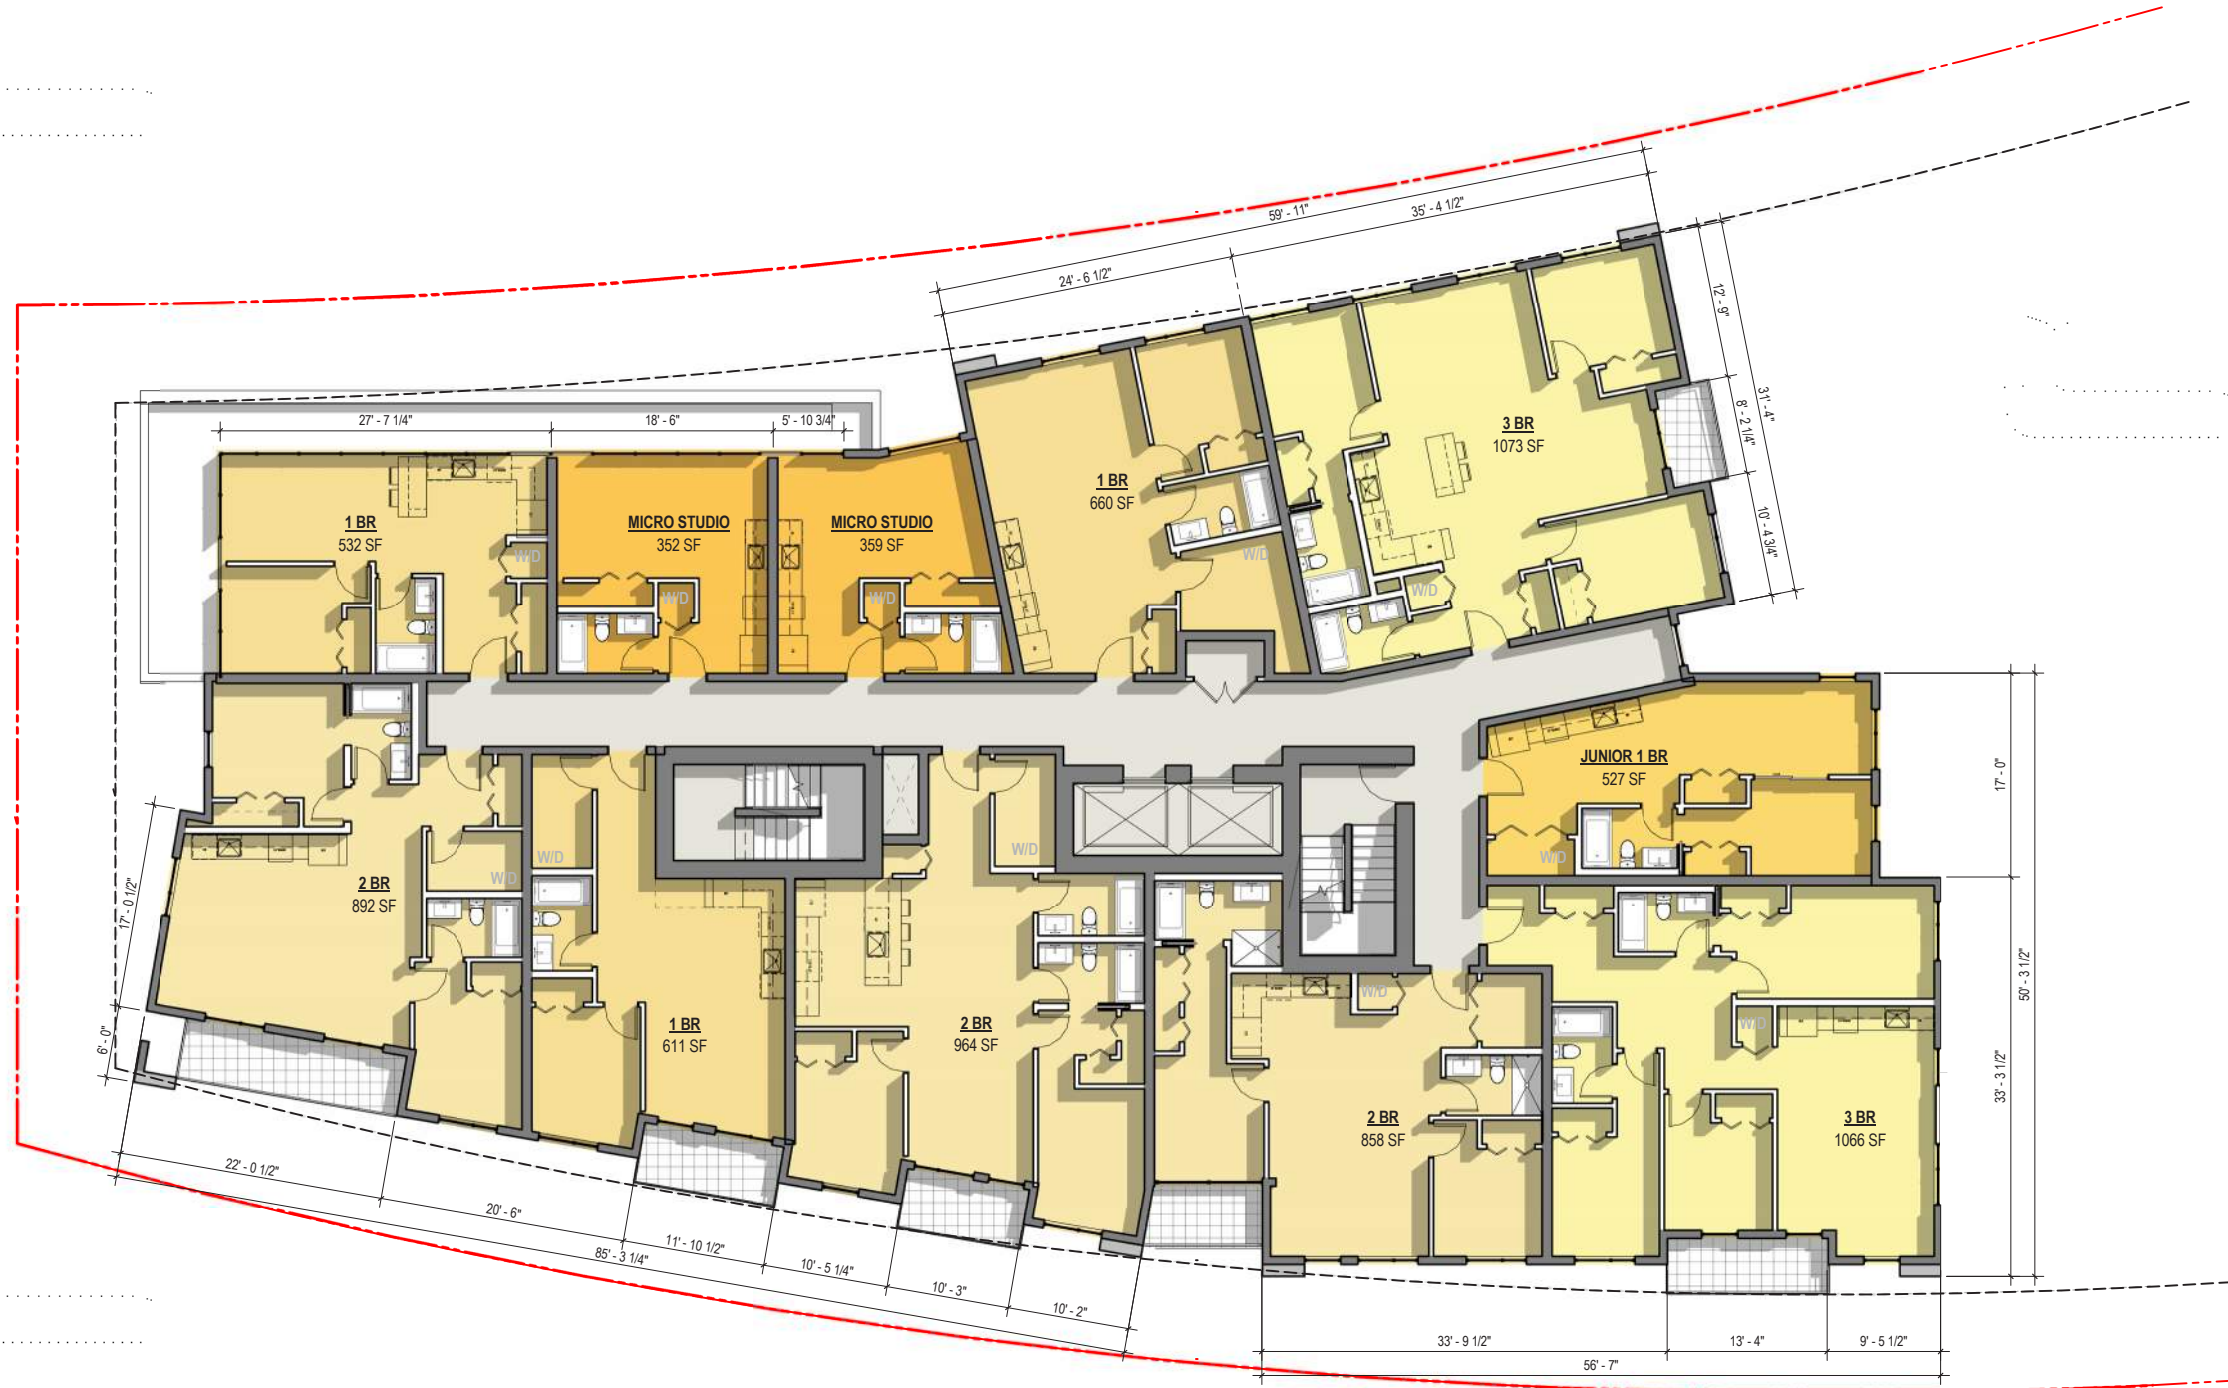 59' - 11"
35' - 4 1/2"
24' - 6 1/2"
12' - 9"
31' - 4"
8' - 2 1/4"
10' - 4 3/4"
27' - 7 1/4"
18' - 6"
5' - 10 3/4"
3 BR
1073 SF
1 BR
660 SF
1 BR
532 SF
MICRO STUDIO
352 SF
MICRO STUDIO
359 SF
W/D
W/D
W/D
W/D
W/D
JUNIOR 1 BR
527 SF
17' - 0"
50' - 3 1/2"
33' - 3 1/2"
W/D
W/D
W/D
W/D
2 BR
892 SF
17' - 0 1/2"
6' - 0"
1 BR
611 SF
2 BR
964 SF
W/D
W/D
2 BR
858 SF
3 BR
1066 SF
22' - 0 1/2"
20' - 6"
11' - 10 1/2"
85' - 3 1/4"
10' - 5 1/4"
10' - 3"
10' - 2"
33' - 9 1/2"
13' - 4"
9' - 5 1/2"
56' - 7"